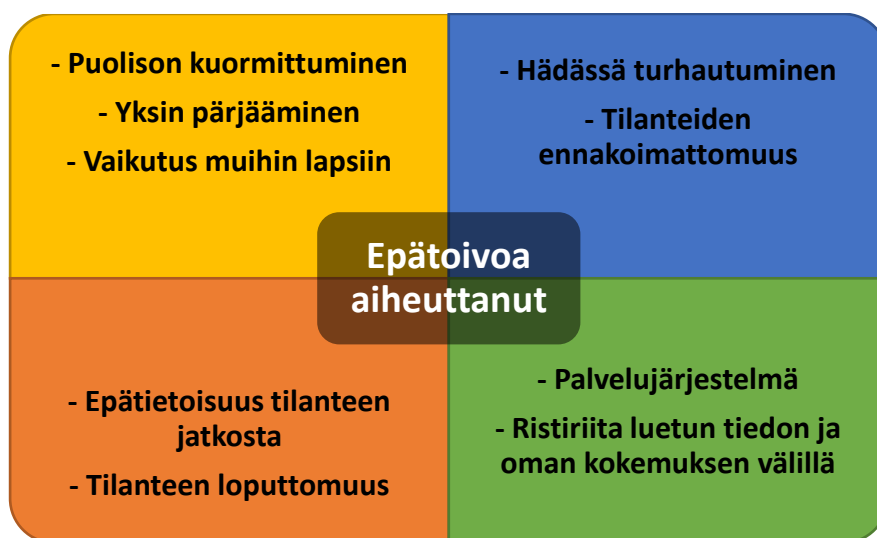 - Puolison kuormittuminen
- Yksin pärjääminen
- Vaikutus muihin lapsiin
- Hädässä turhautuminen
- Tilanteiden
ennakoimattomuus
Epätoivoa
aiheuttanut
- Epätietoisuus tilanteen
jatkosta
- Tilanteen loputtomuus
- Palvelujärjestelmä
- Ristiriita luetun tiedon ja
oman kokemuksen välillä